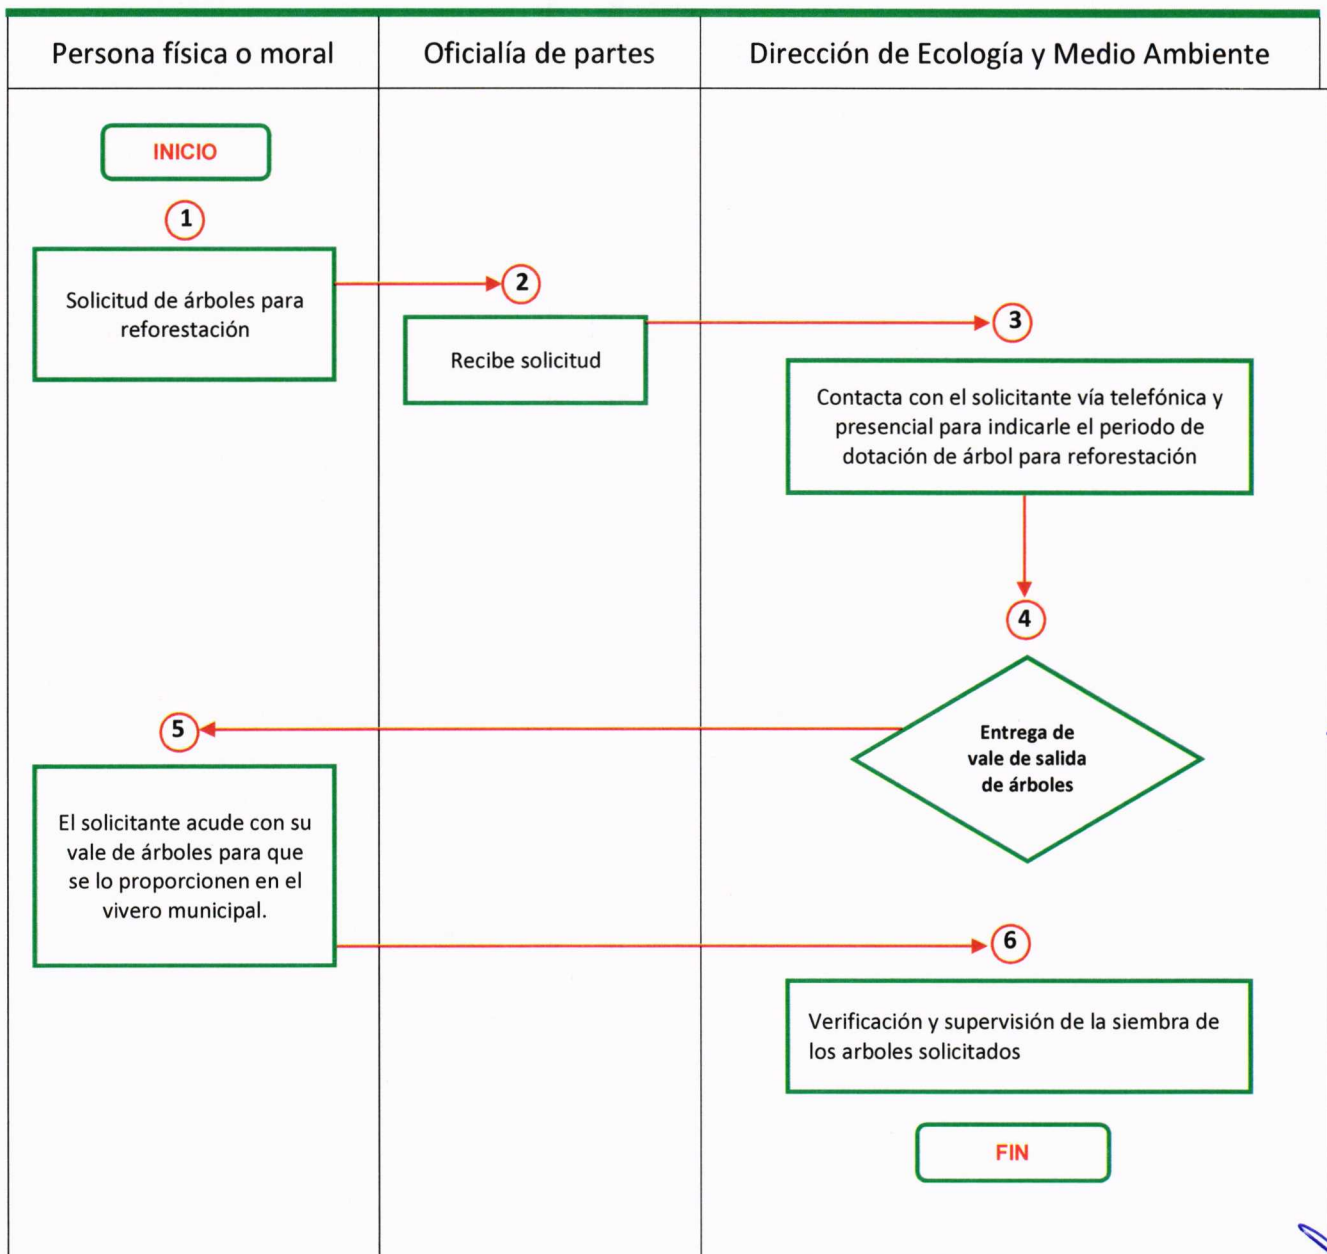 Persona física o moral
Oficialía de partes
Dirección de Ecología y Medio Ambiente
INICIO
1
Solicitud de árboles para
reforestación
2
Recibe solicitud
3
Contacta con el solicitante vía telefónica y
presencial para indicarle el periodo de
dotación de árbol para reforestación
4
Entrega de
vale de salida
de árboles
5
El solicitante acude con su
vale de árboles para que
se lo proporcionen en el
vivero municipal.
6
Verificación y supervisión de la siembra de
los arboles solicitados
FIN